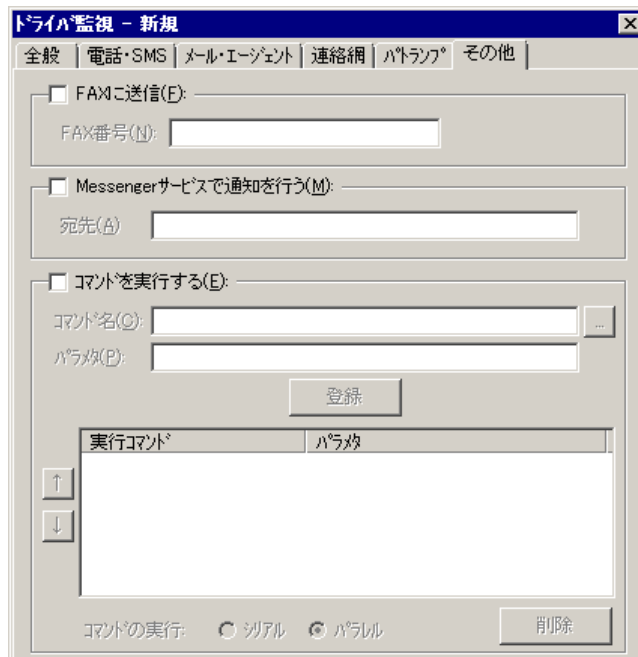 ﾄﾞﾗｲﾊﾞ監視 - 新規
全般 電話・SMS ﾒｰﾙ・ｴｰｼﾞｪﾝﾄ 連絡網 ﾊﾟﾄﾗﾝﾌﾟ その他
FAXに送信(F):
FAX番号(N):
Messengerｻｰﾋﾞｽで通知を行う(M):
宛先(A)
ｺﾏﾝﾄﾞを実行する(E):
ｺﾏﾝﾄﾞ名(C): ...
ﾊﾟﾗﾒﾀ(P):
登録
実行ｺﾏﾝﾄﾞ ﾊﾟﾗﾒﾀ
↑
↓
ｺﾏﾝﾄﾞの実行: ｼﾘｱﾙ ﾊﾟﾗﾚﾙ 削除